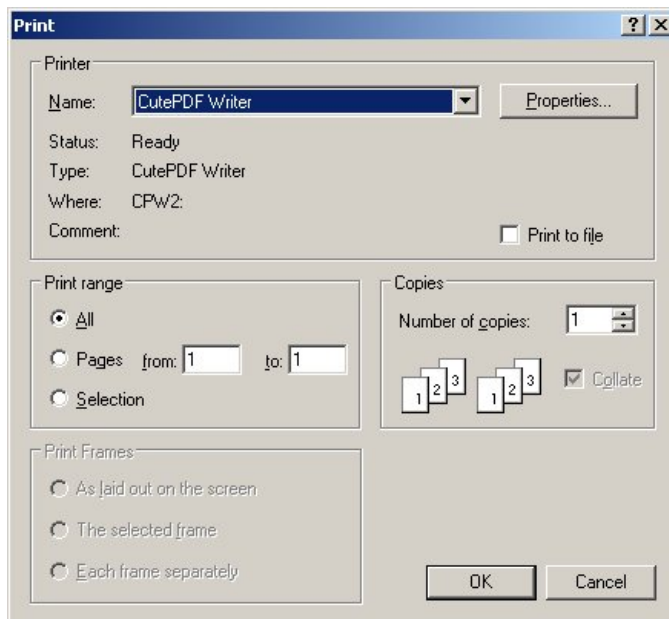 Print
Printer
Name: CutePDF Writer Properties...
Status: Ready
Type: CutePDF Writer
Where: CPW2:
Comment: Print to file
Print range
All
Pages from: 1 to: 1
Selection
Copies
Number of copies: 1
1 2 3 1 2 3 Collate
Print Frames
As laid out on the screen
The selected frame
Each frame separately
OK Cancel